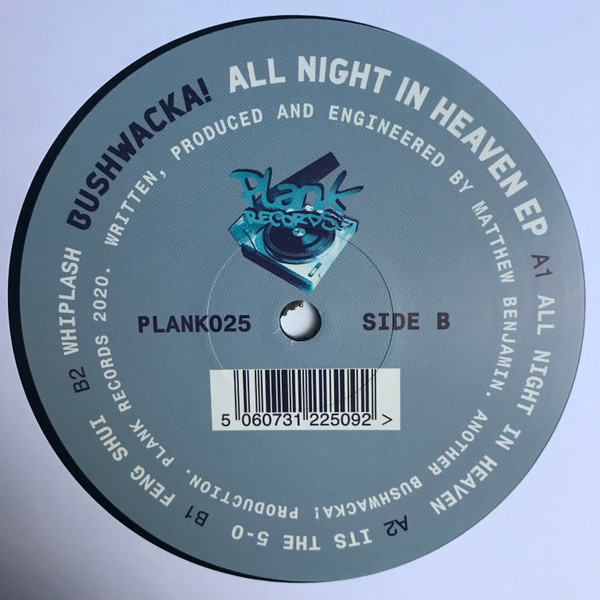 BUSHWACKA! ALL NIGHT IN HEAVEN EP A1 ALL NIGHT IN HEAVEN A2 ITS THE 5-0 B1 FENG SHUI B2 WHIPLASH
WRITTEN, PRODUCED AND ENGINEERED BY MATTHEW BENJAMIN. ANOTHER BUSHWACKA! PRODUCTION. PLANK RECORDS 2020.
Plank
RECORDS
PLANK025 SIDE B
5 060731 225092 >